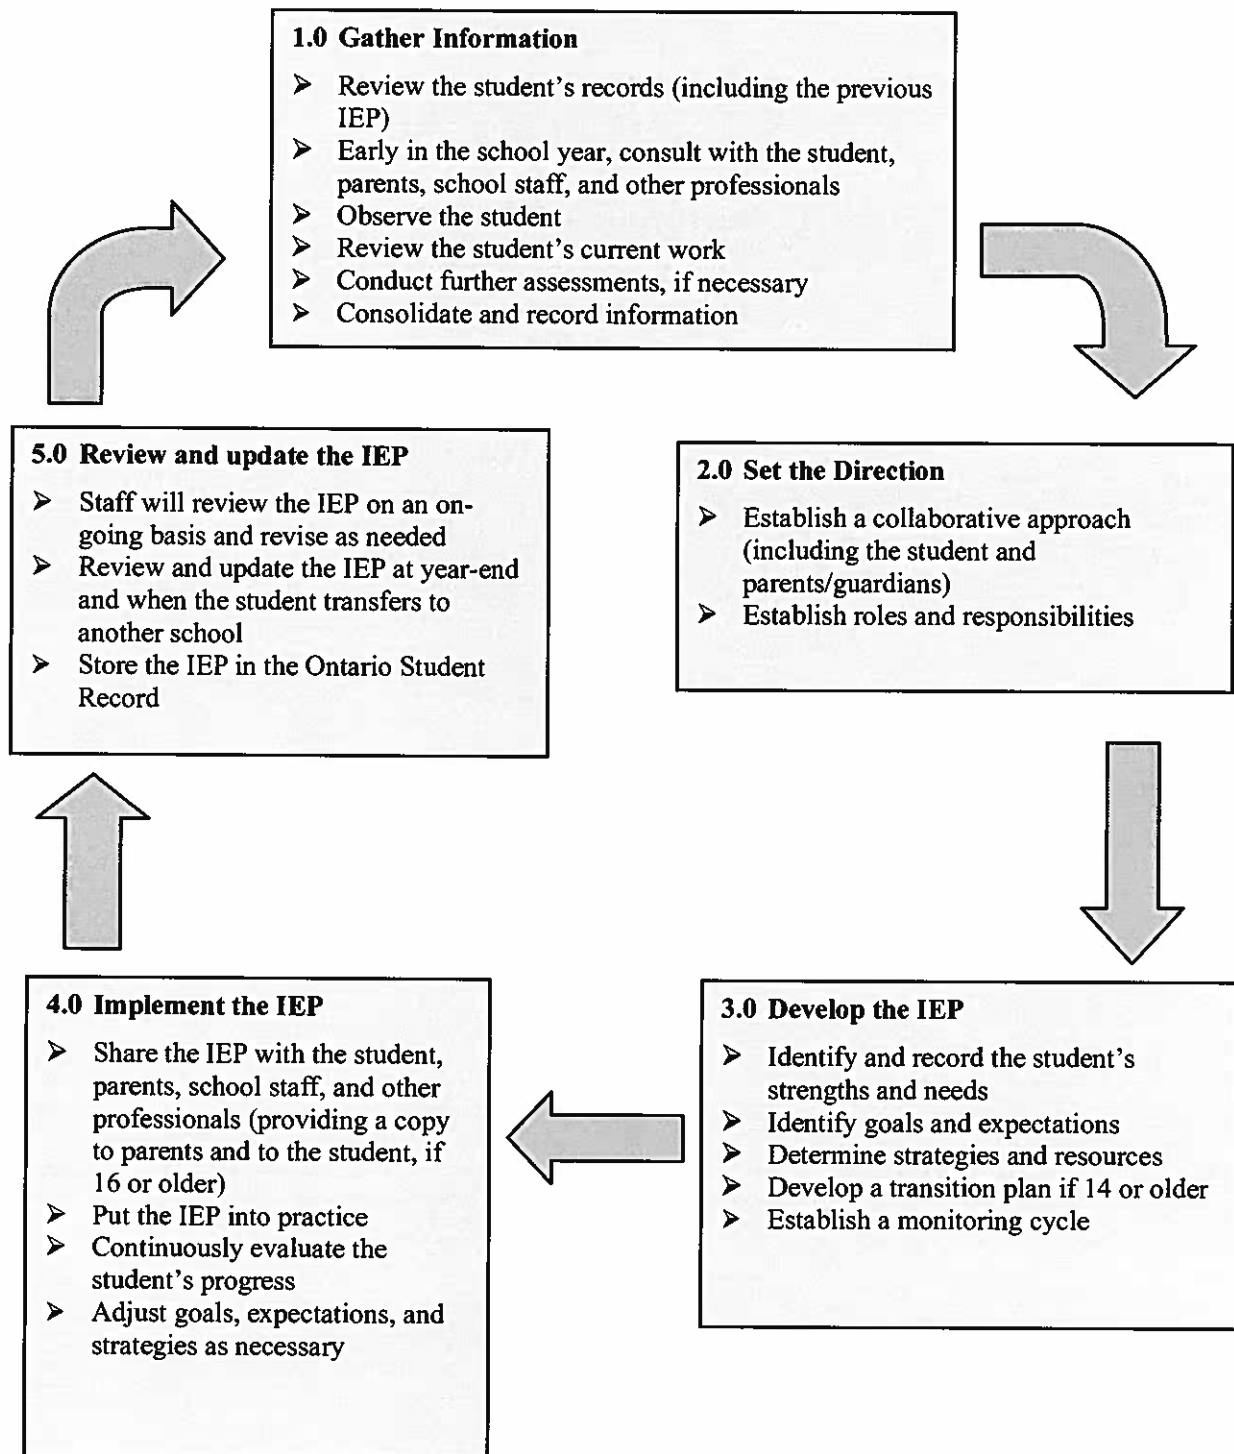 1.0 Gather Information
➤ Review the student's records (including the previous
IEP)
➤ Early in the school year, consult with the student,
parents, school staff, and other professionals
➤ Observe the student
➤ Review the student's current work
➤ Conduct further assessments, if necessary
➤ Consolidate and record information
2.0 Set the Direction
➤ Establish a collaborative approach
(including the student and
parents/guardians)
➤ Establish roles and responsibilities
3.0 Develop the IEP
➤ Identify and record the student's
strengths and needs
➤ Identify goals and expectations
➤ Determine strategies and resources
➤ Develop a transition plan if 14 or older
➤ Establish a monitoring cycle
4.0 Implement the IEP
➤ Share the IEP with the student,
parents, school staff, and other
professionals (providing a copy
to parents and to the student, if
16 or older)
➤ Put the IEP into practice
➤ Continuously evaluate the
student's progress
➤ Adjust goals, expectations, and
strategies as necessary
5.0 Review and update the IEP
➤ Staff will review the IEP on an on-
going basis and revise as needed
➤ Review and update the IEP at year-end
and when the student transfers to
another school
➤ Store the IEP in the Ontario Student
Record